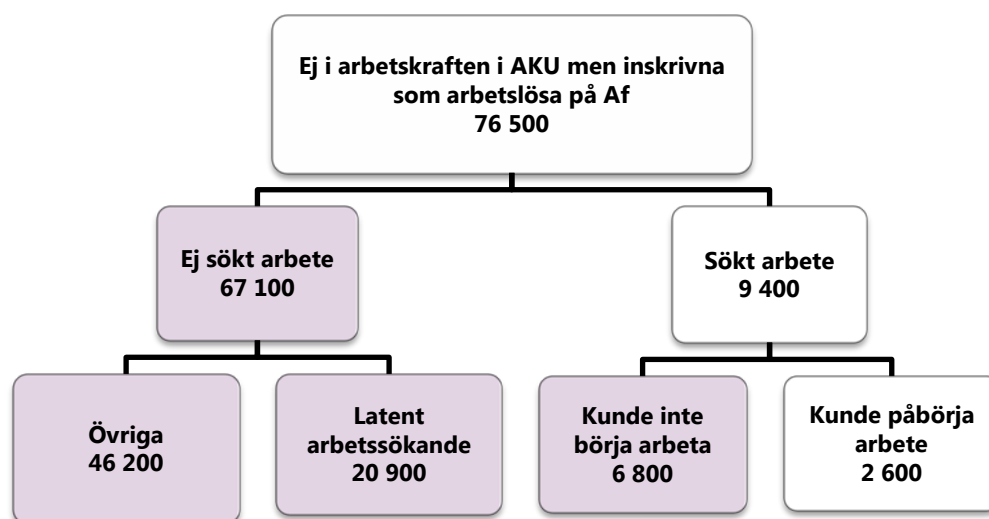 Ej i arbetskraften i AKU men inskrivna
som arbetslösa på Af
76 500
Ej sökt arbete
67 100
Sökt arbete
9 400
Övriga
46 200
Latent
arbetssökande
20 900
Kunde inte
börja arbeta
6 800
Kunde påbörja
arbete
2 600